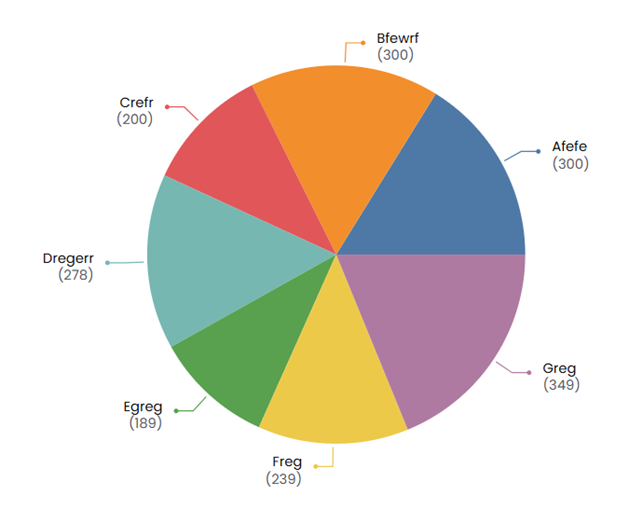 Bfewrf
(300)
Crefr
(200)
Afefe
(300)
Dregerr
(278)
Greg
(349)
Egreg
(189)
Freg
(239)